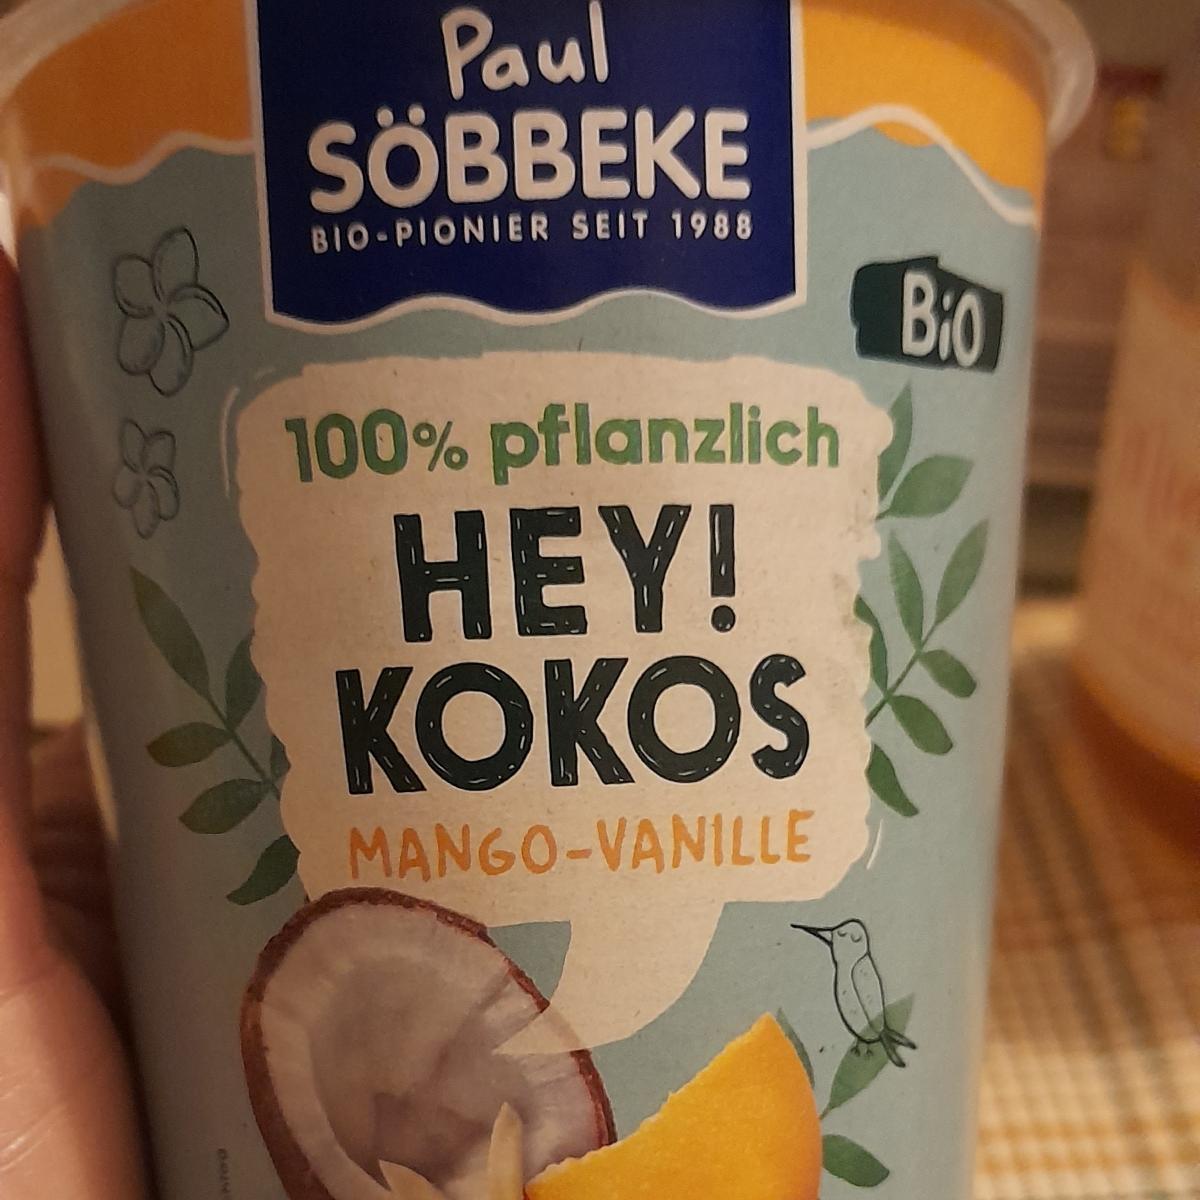 Paul
SÖBBEKE
BIO-PIONIER SEIT 1988
BiO
100% pflanzlich
HEY!
KOKOS
MANGO-VANILLE